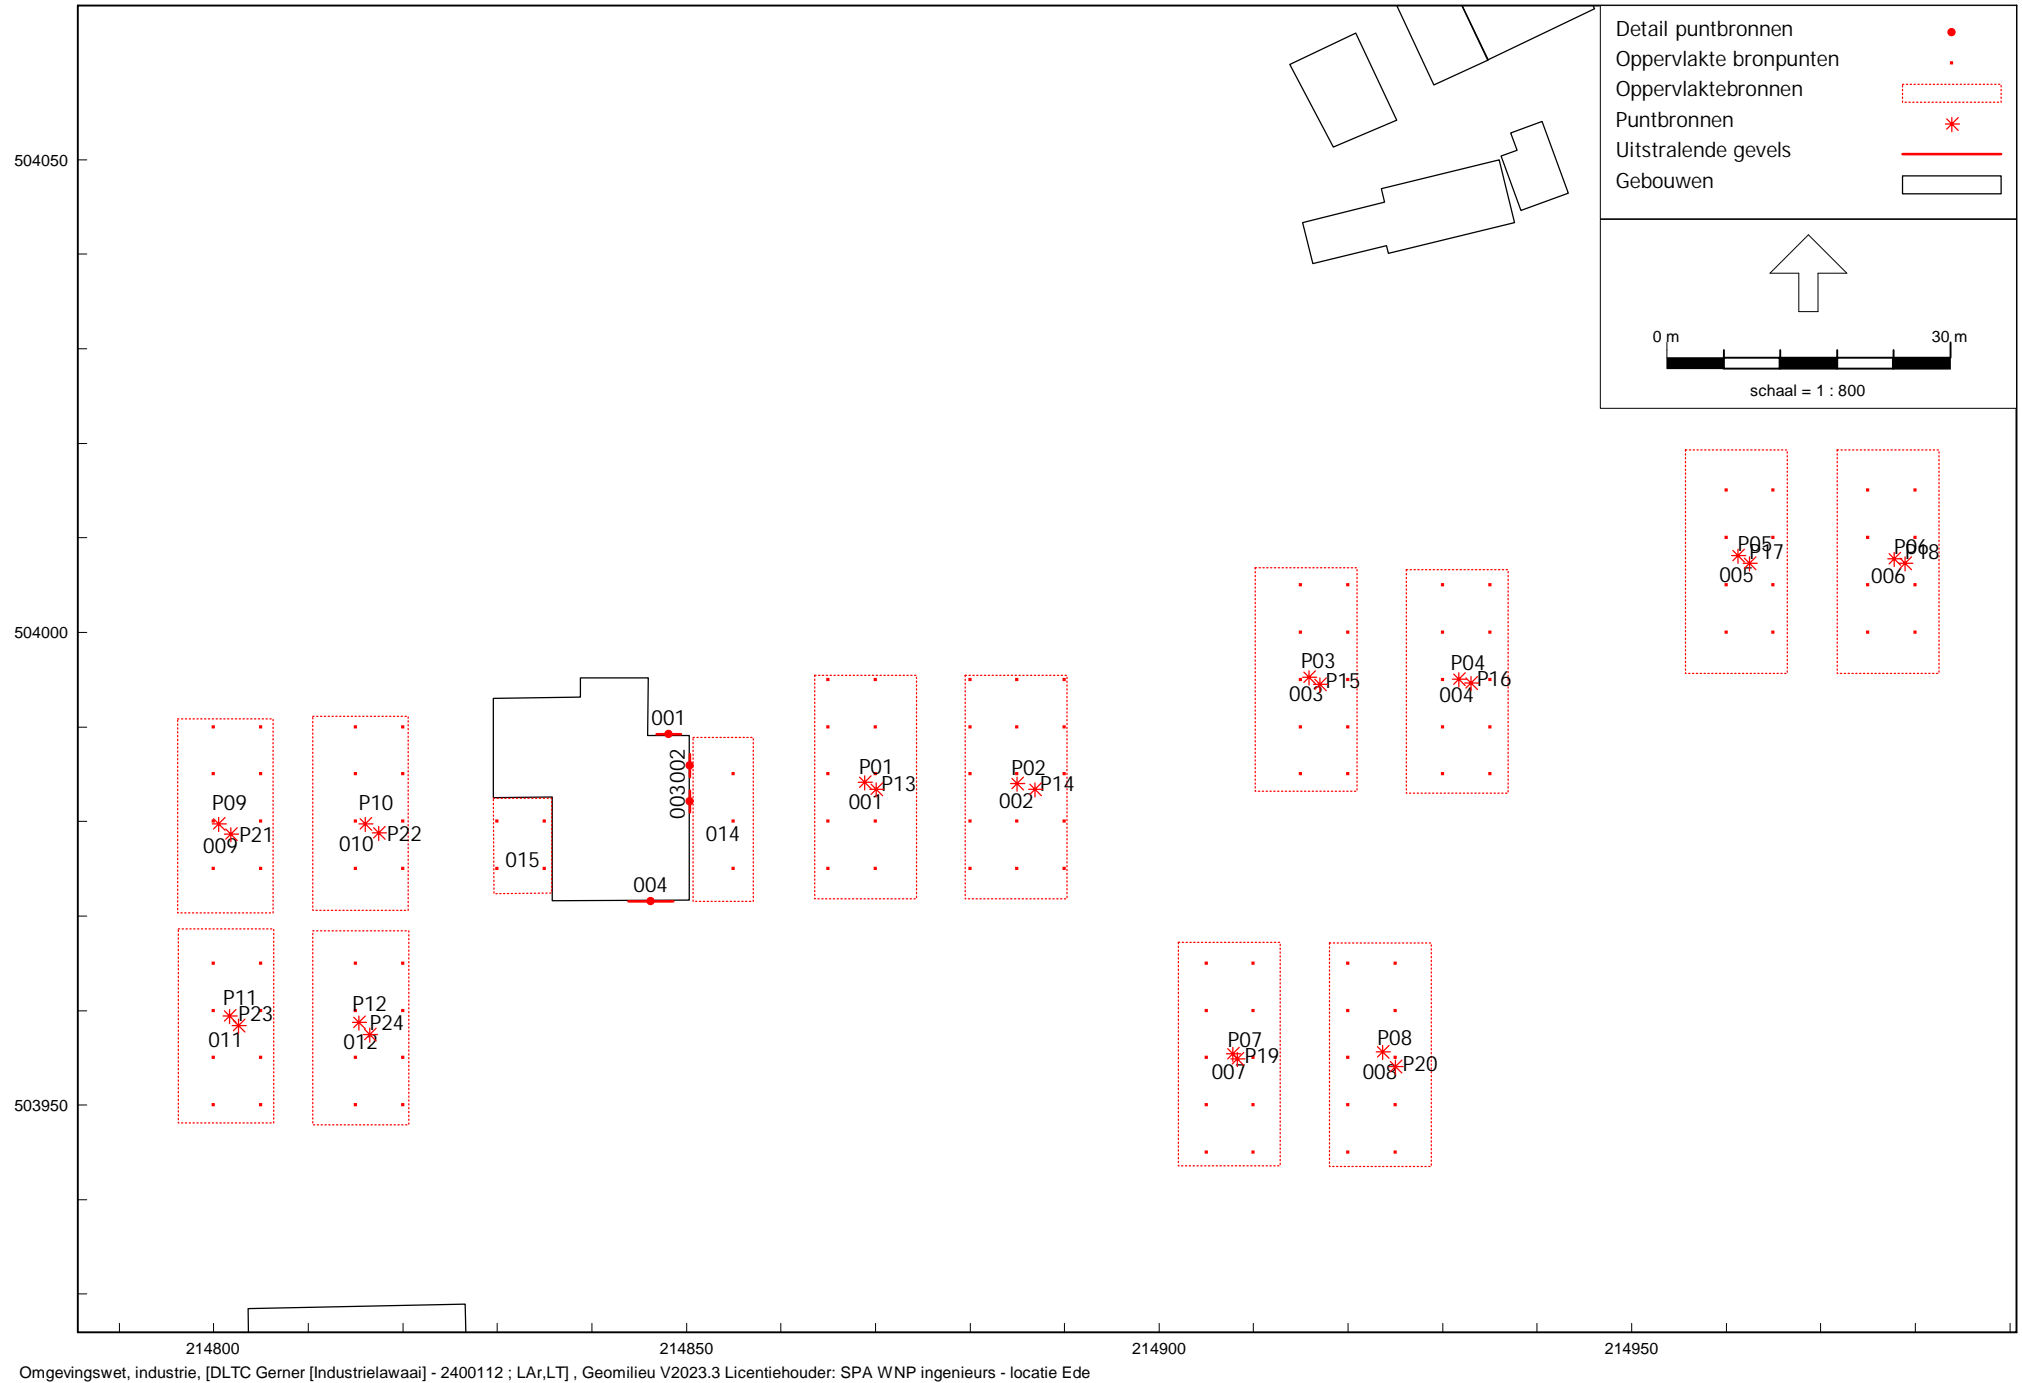 Detail puntbronnen
Oppervlakte bronpunten
Oppervlaktebronnen
Puntbronnen
Uitstralende gevels
Gebouwen
0 m 30 m
schaal = 1 : 800
504050
504000
503950
P05
P17
005
P06
P18
006
P03
P15
003
P04
P16
004
001
002
003
014
015
004
P01
P13
001
P02
P14
002
P09
P21
009
P10
P22
010
P11
P23
011
P12
P24
012
P07
P19
007
P08
P20
008
214800 214850 214900 214950
Omgevingswet, industrie, [DLTC Gerner [Industrielawaai] - 2400112 ; LAr,LT] , Geomilieu V2023.3 Licentiehouder: SPA WNP ingenieurs - locatie Ede